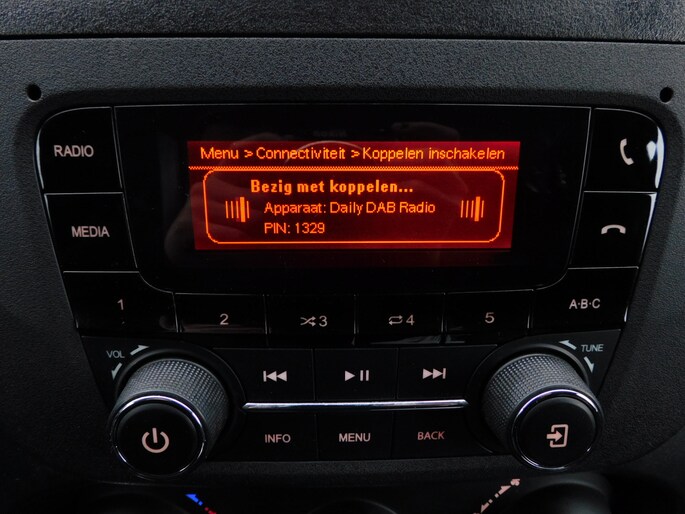 Menu > Connectiviteit > Koppelen inschakelen
Bezig met koppelen...
Apparaat: Daily DAB Radio
PIN: 1329
RADIO
MEDIA
1
2
3
4
5
A·B·C
VOL
TUNE
INFO
MENU
BACK